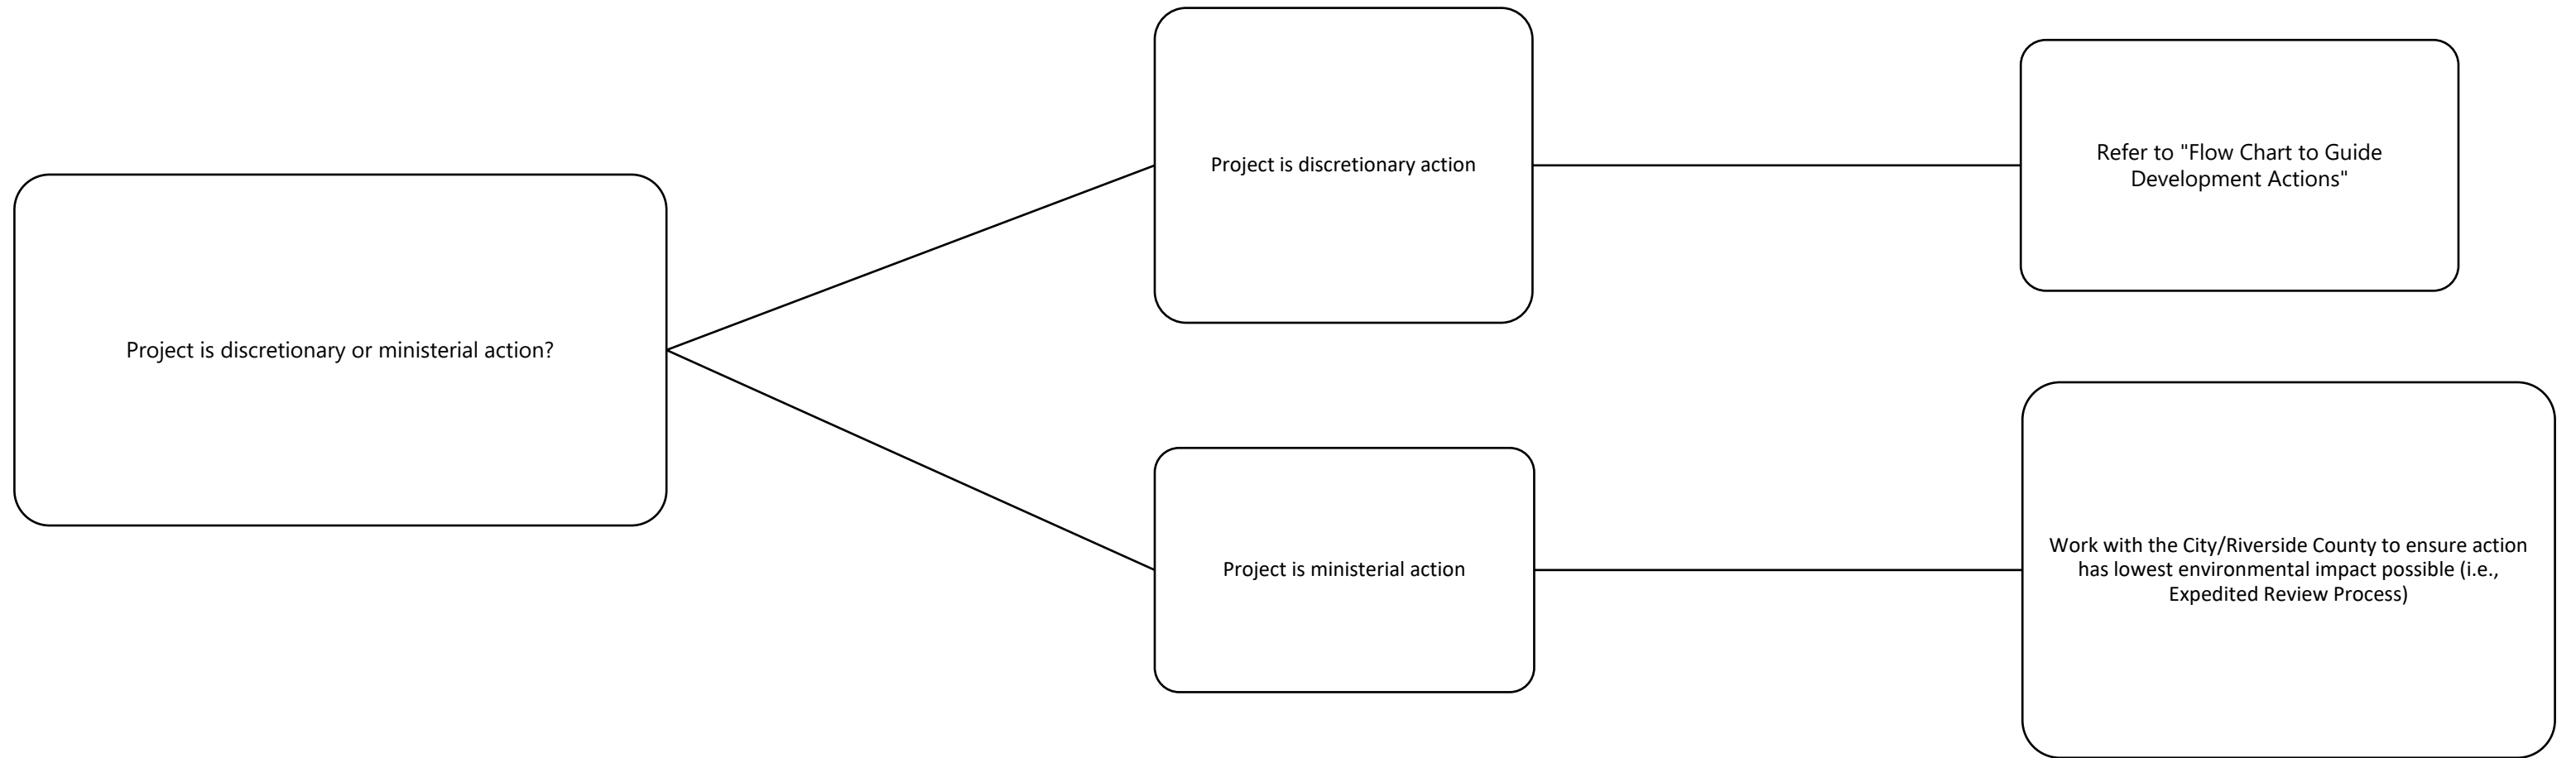 Project is discretionary or ministerial action?
Project is discretionary action
Refer to "Flow Chart to Guide
Development Actions"
Project is ministerial action
Work with the City/Riverside County to ensure action
has lowest environmental impact possible (i.e.,
Expedited Review Process)